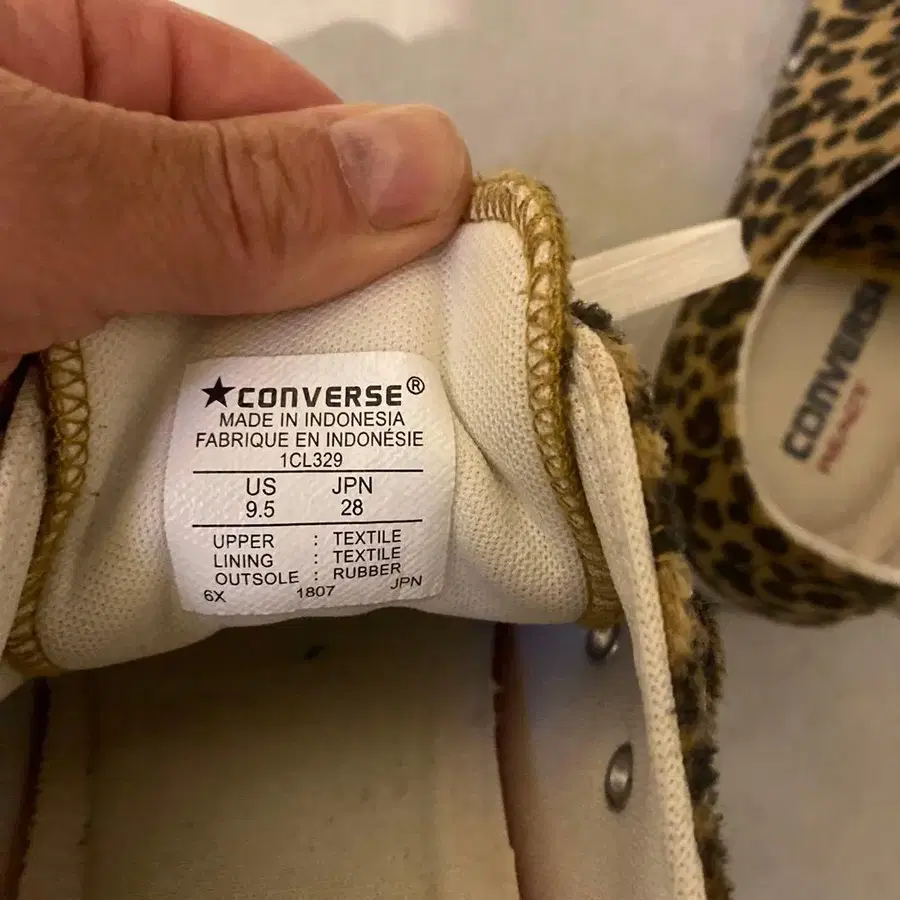 ★CONVERSE®
MADE IN INDONESIA
FABRIQUE EN INDONÉSIE
1CL329
US JPN
9.5 28
UPPER : TEXTILE
LINING : TEXTILE
OUTSOLE : RUBBER
6X 1807 JPN
CONVERSE
REACT